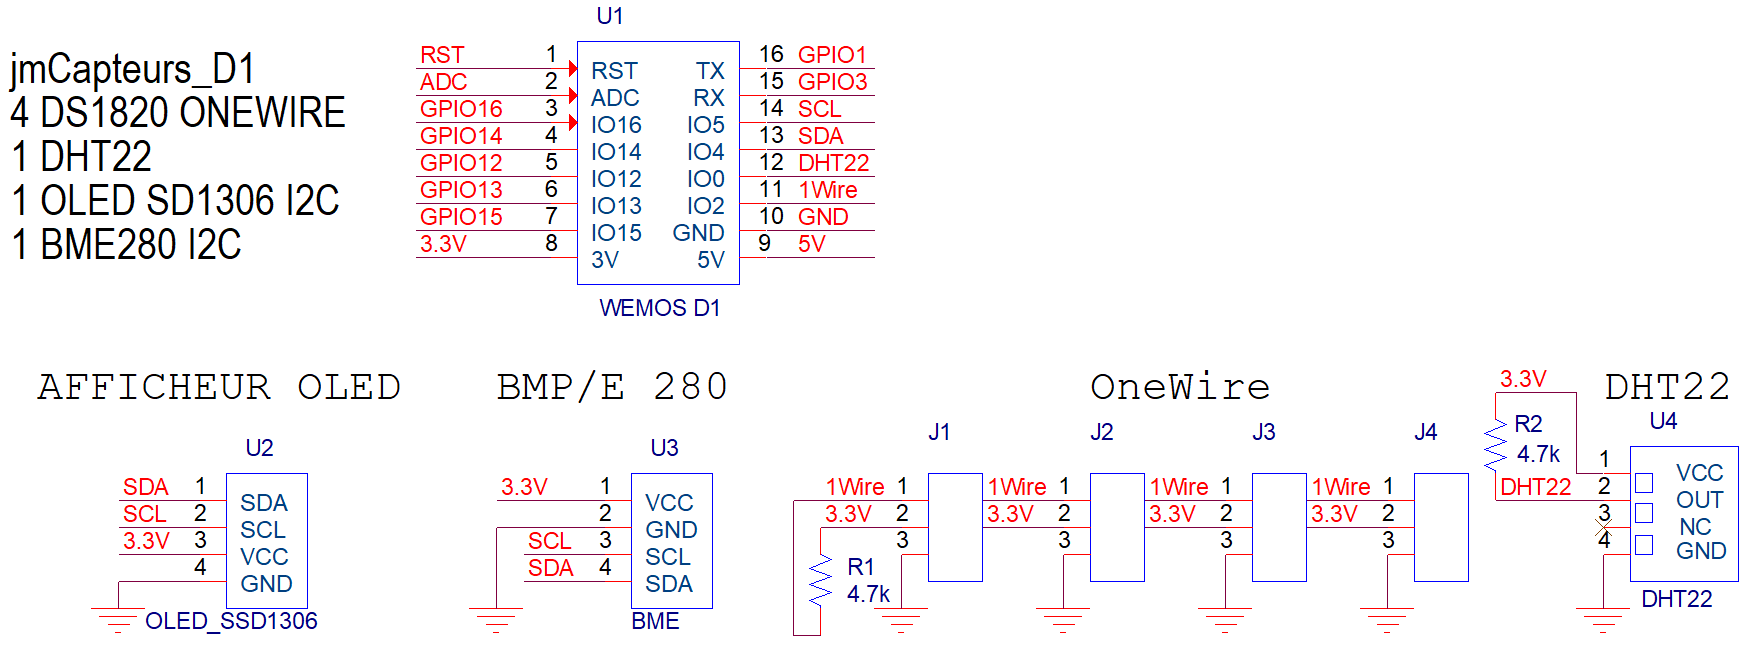 jmCapteurs_D1
4 DS1820 ONEWIRE
1 DHT22
1 OLED SD1306 I2C
1 BME280 I2C
U1
RST 1 RST TX 16 GPIO1
ADC 2 ADC RX 15 GPIO3
GPIO16 3 IO16 IO5 14 SCL
GPIO14 4 IO14 IO4 13 SDA
GPIO12 5 IO12 IO0 12 DHT22
GPIO13 6 IO13 IO2 11 1Wire
GPIO15 7 IO15 GND 10 GND
3.3V 8 3V 5V 9 5V
WEMOS D1
AFFICHEUR OLED
U2
SDA 1 SDA
SCL 2 SCL
3.3V 3 VCC
4 GND
OLED_SSD1306
BMP/E 280
U3
3.3V 1 VCC
2 GND
SCL 3 SCL
SDA 4 SDA
BME
OneWire
J1 J2 J3 J4
1Wire 1 1Wire 1 1Wire 1 1Wire 1
3.3V 2 3.3V 2 3.3V 2 3.3V 2
3 3 3 3
R1
4.7k
DHT22
U4
3.3V
R2
4.7k
1 VCC
DHT22 2 OUT
3 NC
4 GND
DHT22